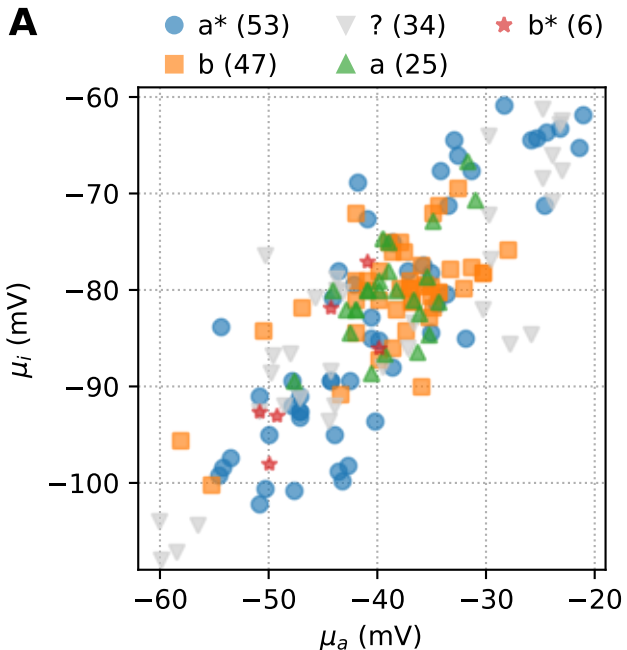 A
a* (53) ? (34) b* (6)
b (47) a (25)
−60
−70
−80
−90
−100
μi (mV)
−60 −50 −40 −30 −20
μa (mV)